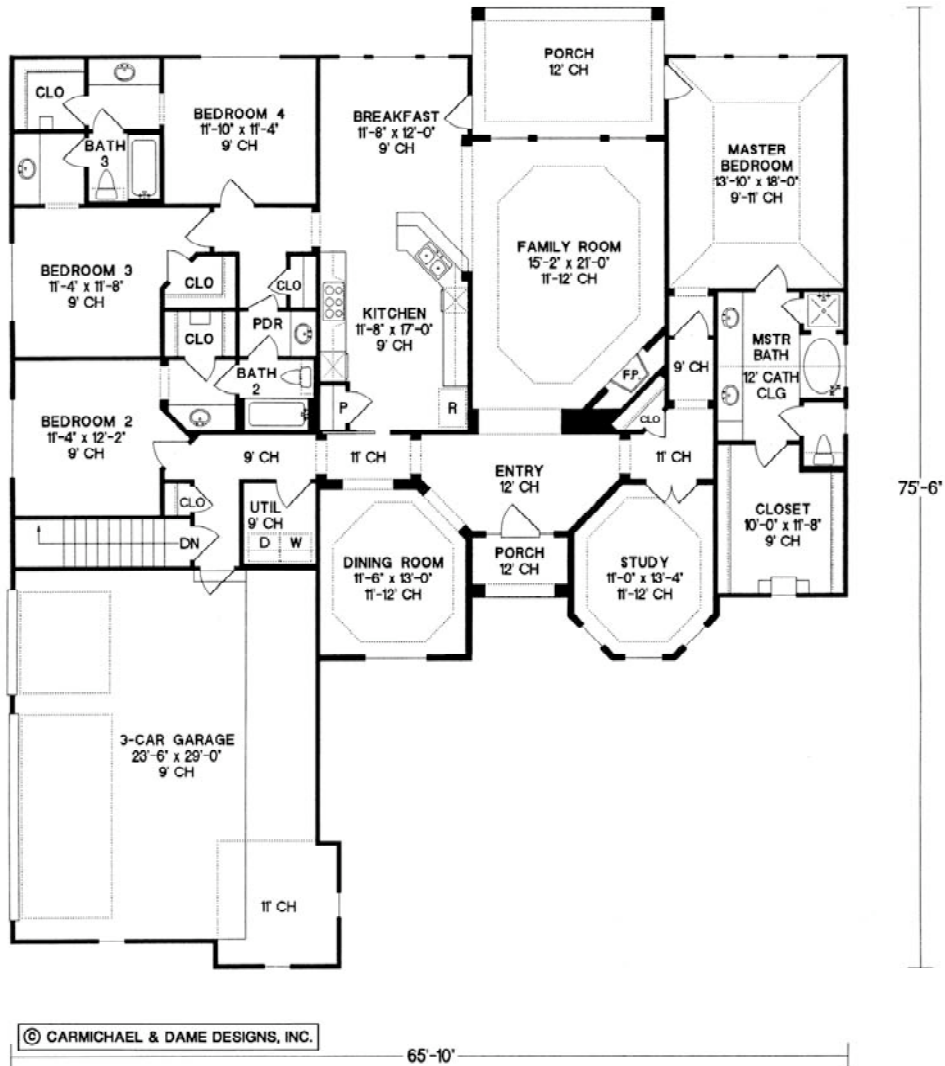 PORCH
12' CH
CLO
BEDROOM 4
11'-10" x 11'-4"
9' CH
BREAKFAST
11'-8" x 12'-0"
9' CH
BATH
3
MASTER
BEDROOM
13'-10" x 18'-0"
9'-11" CH
FAMILY ROOM
15'-2" x 21'-0"
11'-12' CH
BEDROOM 3
11'-4" x 11'-8"
9' CH
CLO
CLO
KITCHEN
11'-8" x 17'-0"
9' CH
PDR
CLO
MSTR
BATH
12' CATH
CLG
9' CH
F.P.
BATH
2
P
R
CLO
BEDROOM 2
11'-4" x 12'-2"
9' CH
9' CH
11' CH
ENTRY
12' CH
11' CH
75'-6"
CLO
UTIL
9' CH
D W
DN
CLOSET
10'-0" x 11'-8"
9' CH
DINING ROOM
11'-6" x 13'-0"
11'-12' CH
PORCH
12' CH
STUDY
11'-0" x 13'-4"
11'-12' CH
3-CAR GARAGE
23'-6" x 29'-0"
9' CH
11' CH
© CARMICHAEL & DAME DESIGNS, INC.
65'-10"